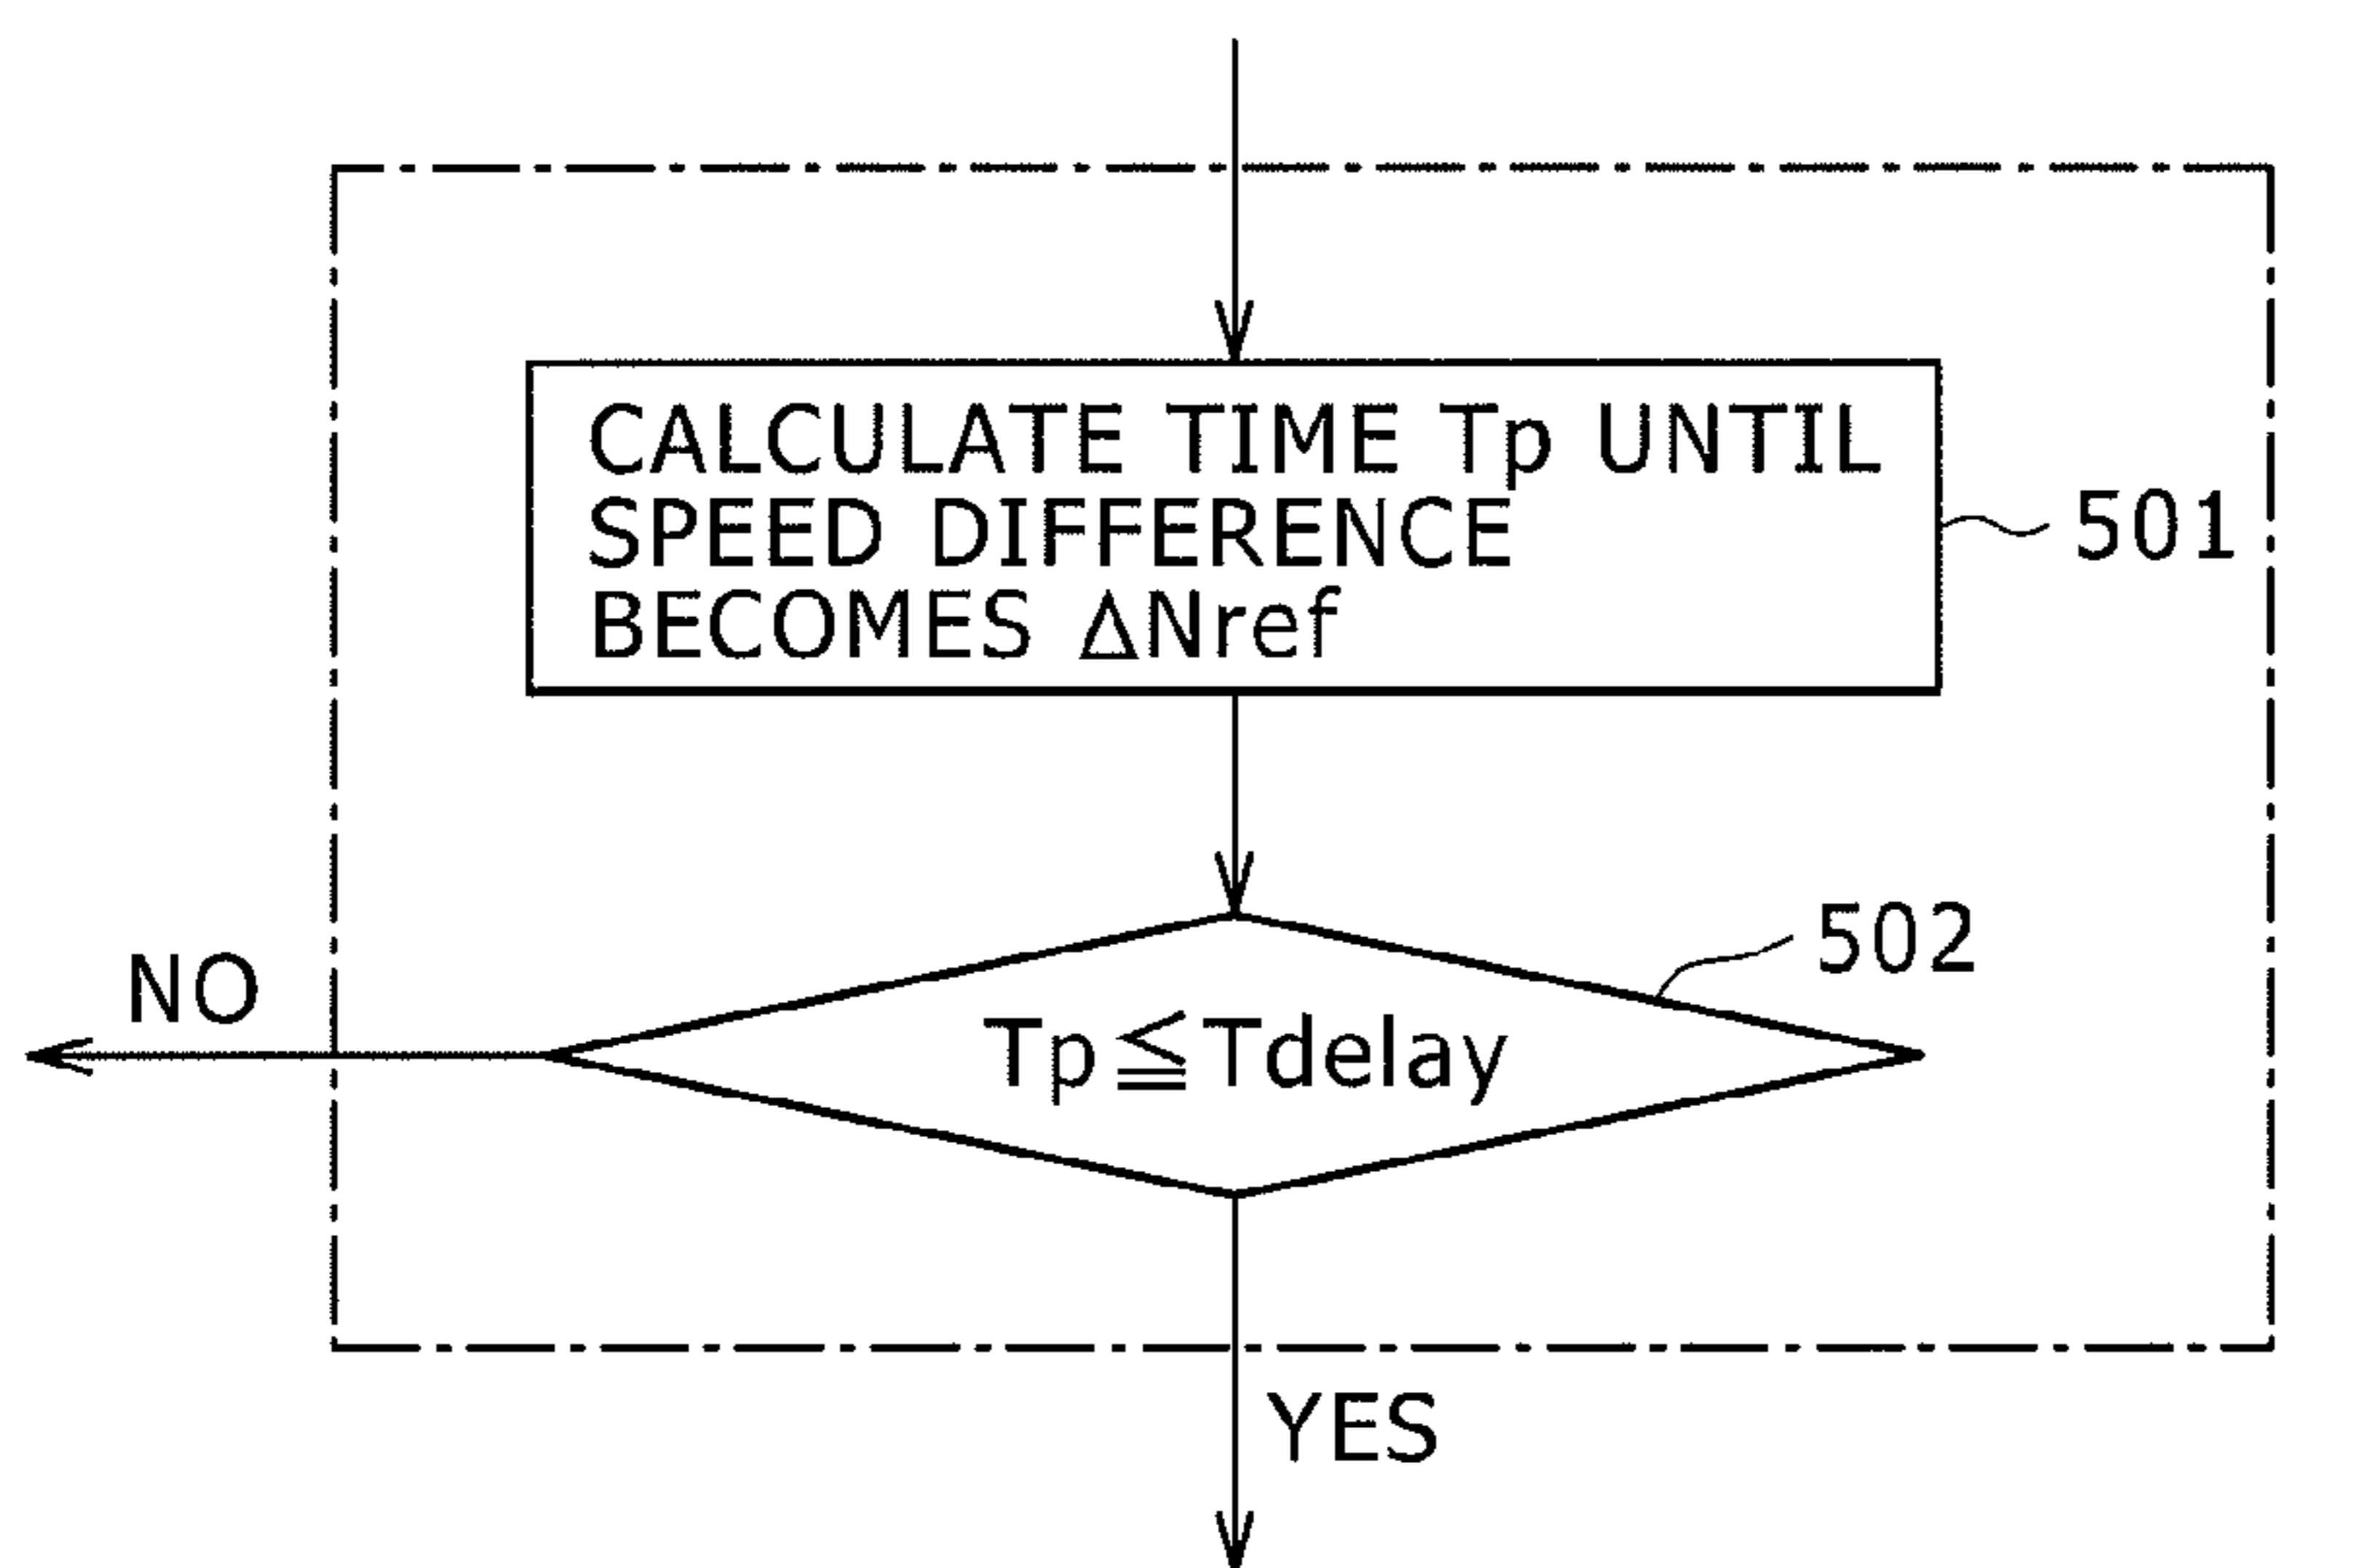 CALCULATE TIME Tp UNTIL
SPEED DIFFERENCE
BECOMES ΔNref
501
502
NO
Tp≦Tdelay
YES